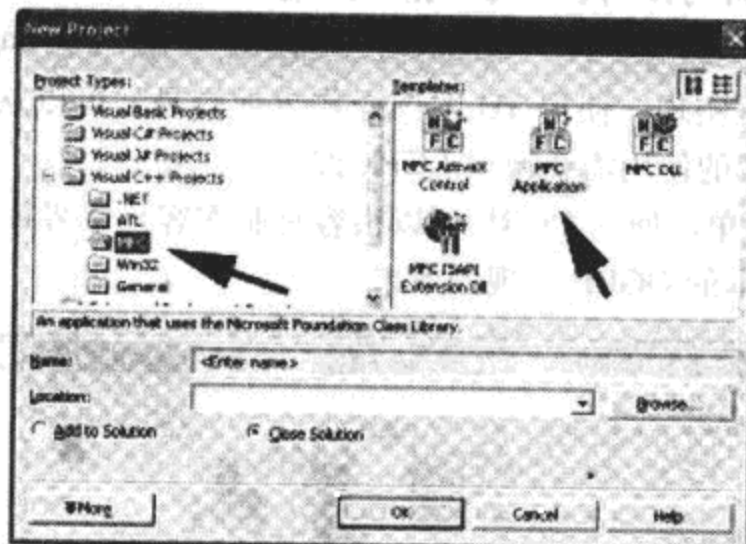 New Project
Project Types:
Visual Basic Projects
Visual C# Projects
Visual J# Projects
Visual C++ Projects
.NET
ATL
MFC
Win32
General
Templates:
MFC ActiveX
Control
MFC
Application
MFC DLL
MFC ISAPI
Extension Dll
An application that uses the Microsoft Foundation Class Library.
Name:
<Enter name>
Location:
Browse...
Add to Solution
Close Solution
More
OK
Cancel
Help